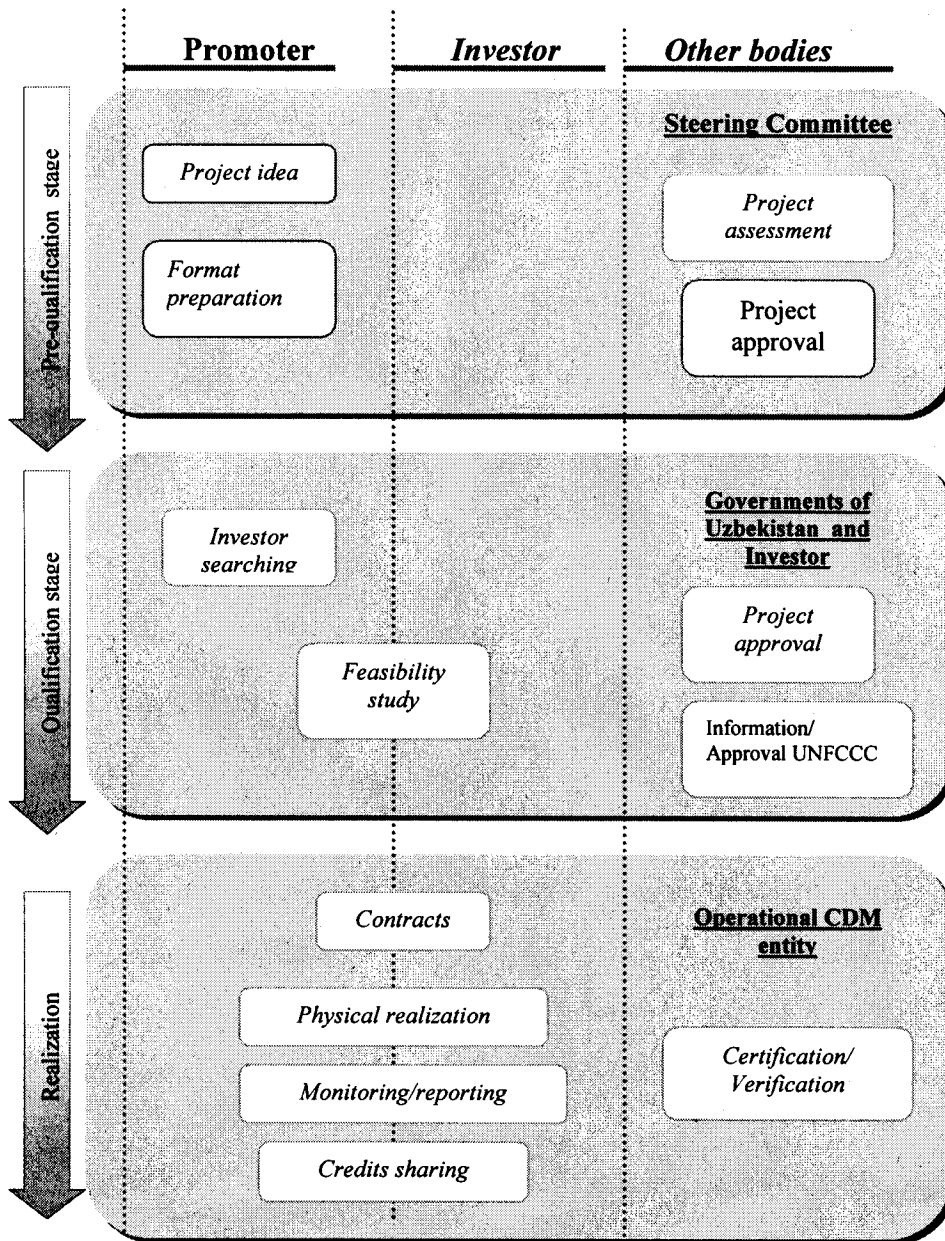 Promoter
Investor
Other bodies
Pre-qualification stage
Steering Committee
Project idea
Format
preparation
Project
assessment
Project
approval
Qualification stage
Governments of
Uzbekistan and
Investor
Investor
searching
Feasibility
study
Project
approval
Information/
Approval UNFCCC
Realization
Operational CDM
entity
Contracts
Physical realization
Monitoring/reporting
Credits sharing
Certification/
Verification